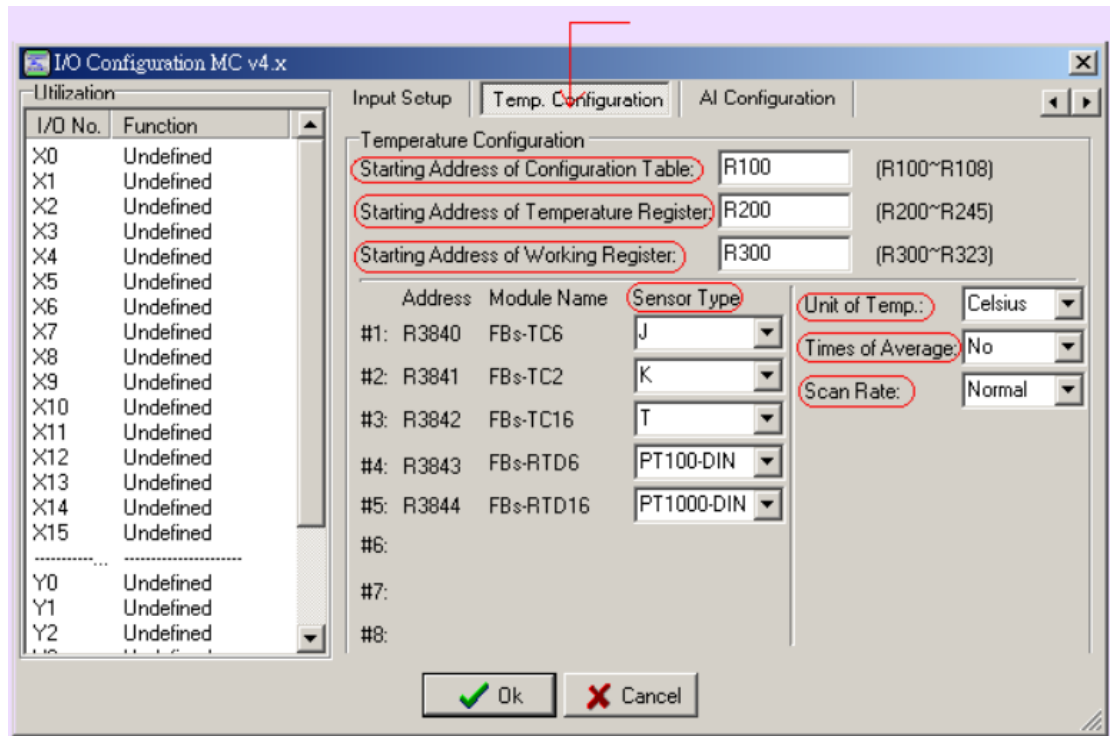 I/O Configuration MC v4.x
Utilization
I/O No. Function
X0 Undefined
X1 Undefined
X2 Undefined
X3 Undefined
X4 Undefined
X5 Undefined
X6 Undefined
X7 Undefined
X8 Undefined
X9 Undefined
X10 Undefined
X11 Undefined
X12 Undefined
X13 Undefined
X14 Undefined
X15 Undefined
-----------... ----------------------
Y0 Undefined
Y1 Undefined
Y2 Undefined
Input Setup Temp. Configuration AI Configuration
Temperature Configuration
Starting Address of Configuration Table: R100 (R100~R108)
Starting Address of Temperature Register: R200 (R200~R245)
Starting Address of Working Register: R300 (R300~R323)
Address Module Name Sensor Type
#1: R3840 FBs-TC6 J
#2: R3841 FBs-TC2 K
#3: R3842 FBs-TC16 T
#4: R3843 FBs-RTD6 PT100-DIN
#5: R3844 FBs-RTD16 PT1000-DIN
#6:
#7:
#8:
Unit of Temp.: Celsius
Times of Average: No
Scan Rate: Normal
Ok Cancel